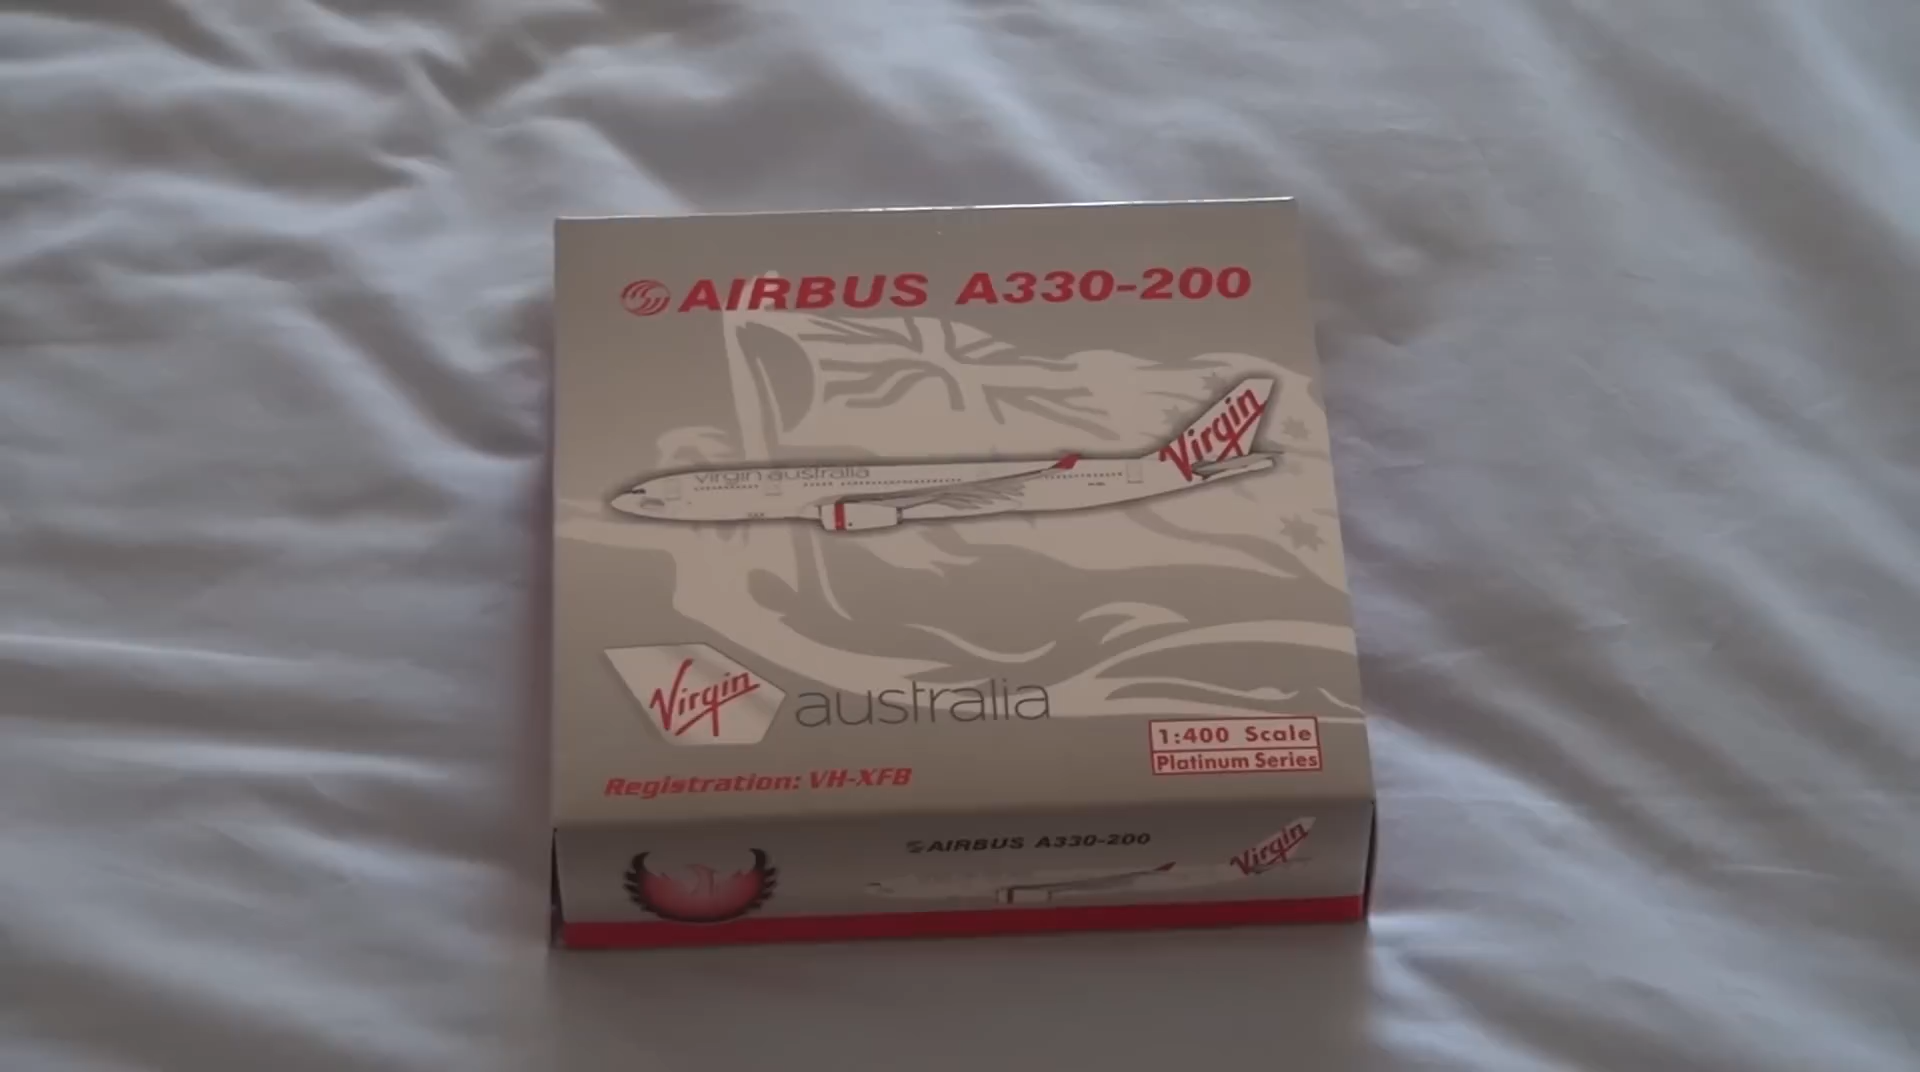 AIRBUS A330-200
Virgin
virgin australia
Virgin australia
1:400 Scale
Platinum Series
Registration: VH-XFB
AIRBUS A330-200
Virgin